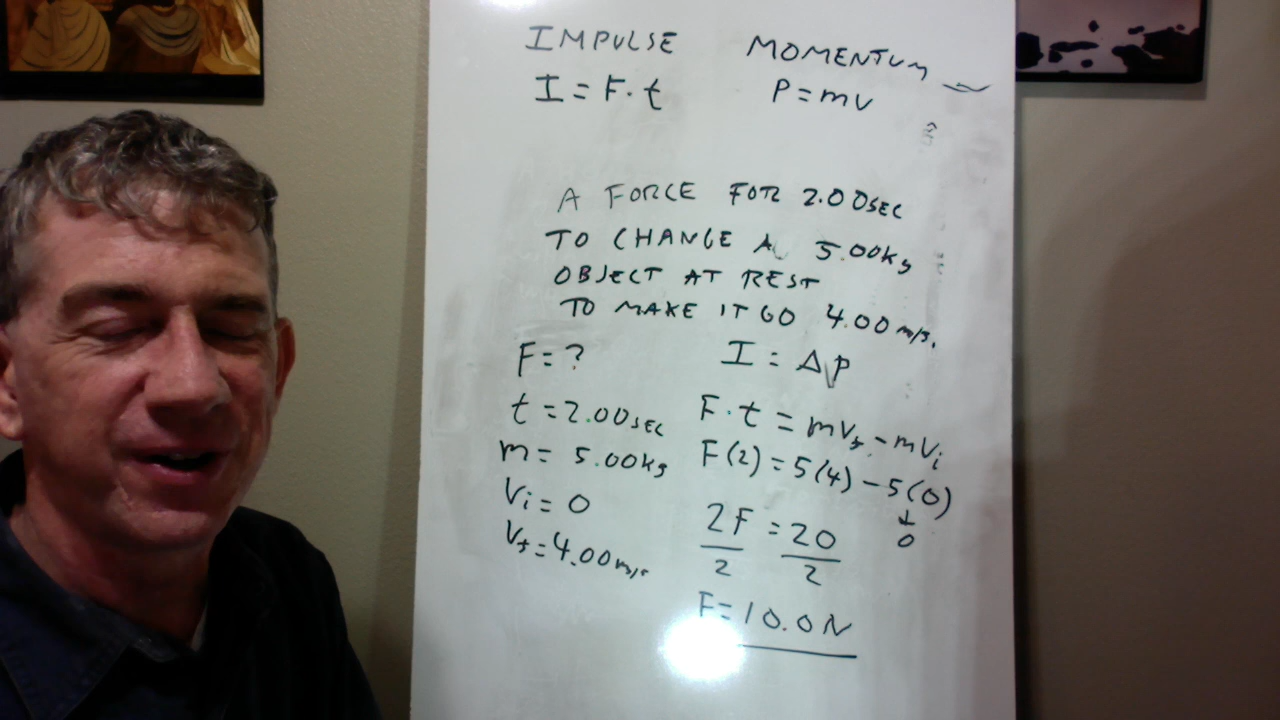 IMPULSE
I = F · t
MOMENTUM
P = mv
A FORCE FOR 2.00 SEC
TO CHANGE A 5.00kg
OBJECT AT REST
TO MAKE IT GO 4.00 m/s.
F = ?
t = 2.00 SEC
m = 5.00kg
Vi = 0
Vf = 4.00 m/s
I = Δp
F · t = mVf - mVi
F(2) = 5(4) - 5(0)
↓
0
2F = 20
2 2
F = 10.0 N